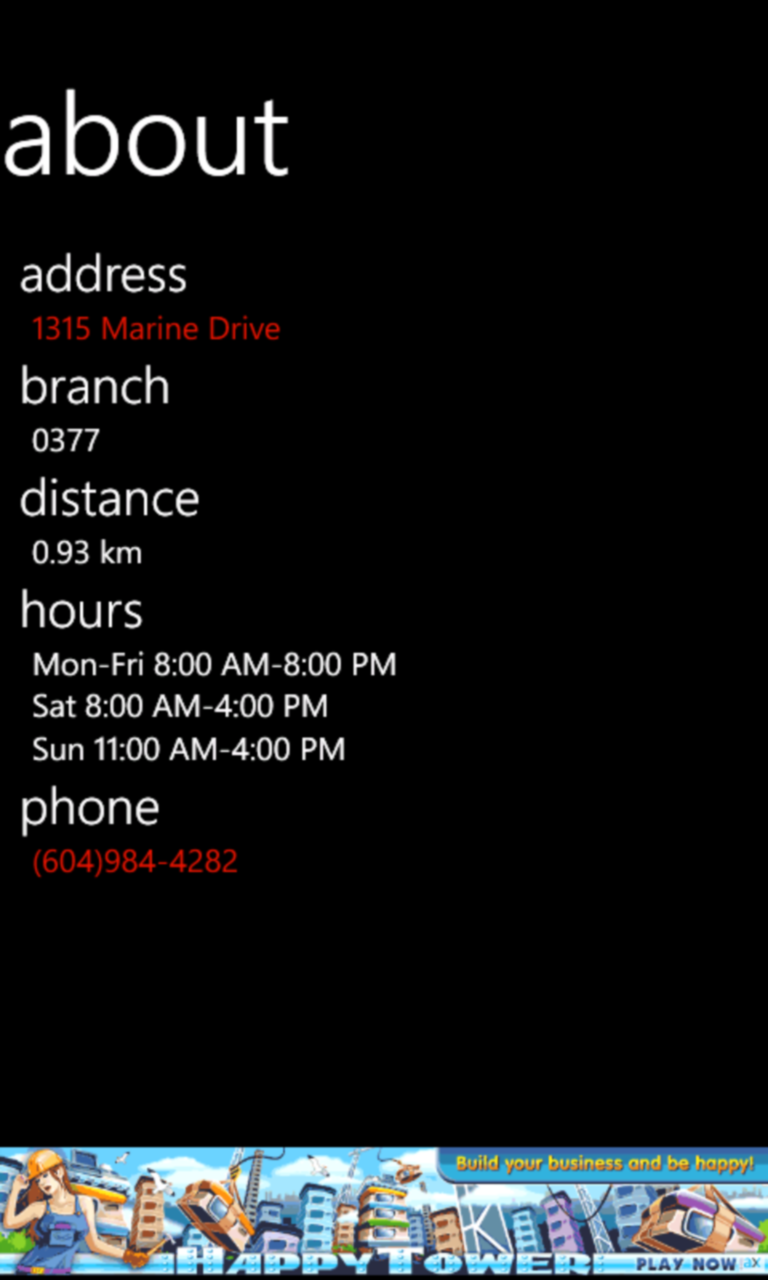 about
address
1315 Marine Drive
branch
0377
distance
0.93 km
hours
Mon-Fri 8:00 AM-8:00 PM
Sat 8:00 AM-4:00 PM
Sun 11:00 AM-4:00 PM
phone
(604)984-4282
Build your business and be happy!
HAPPY TOWER
PLAY NOW